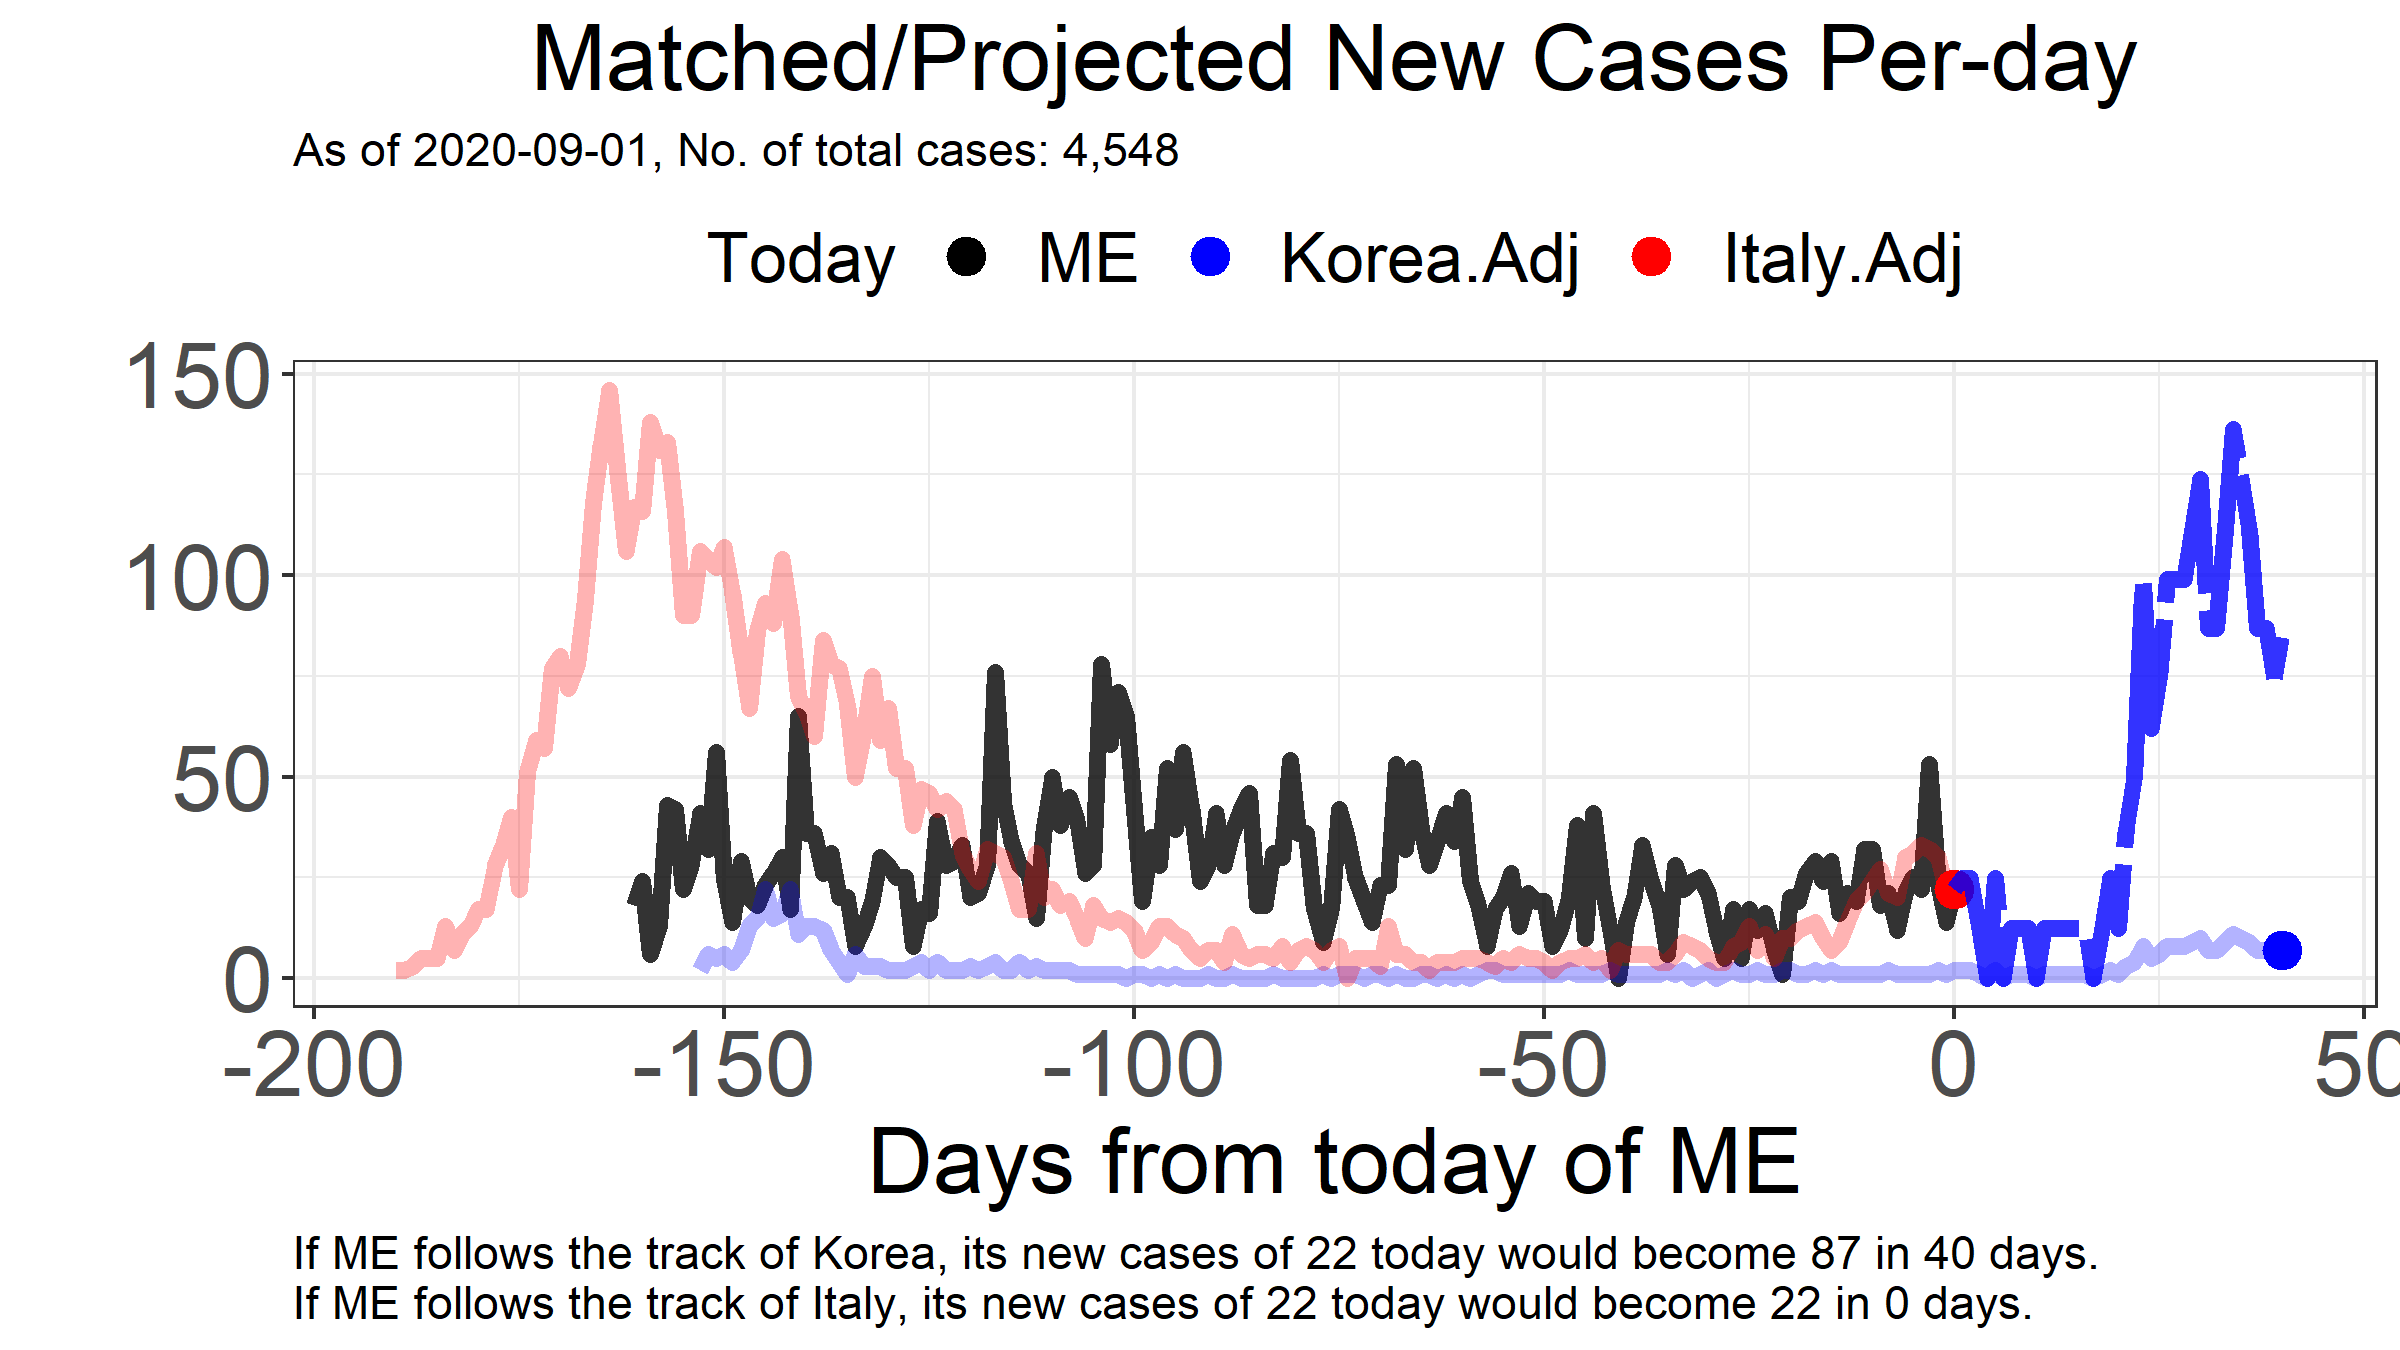 Matched/Projected New Cases Per-day
As of 2020-09-01, No. of total cases: 4,548
Today ME Korea.Adj Italy.Adj
150
100
50
0
-200 -150 -100 -50 0 50
Days from today of ME
If ME follows the track of Korea, its new cases of 22 today would become 87 in 40 days.
If ME follows the track of Italy, its new cases of 22 today would become 22 in 0 days.